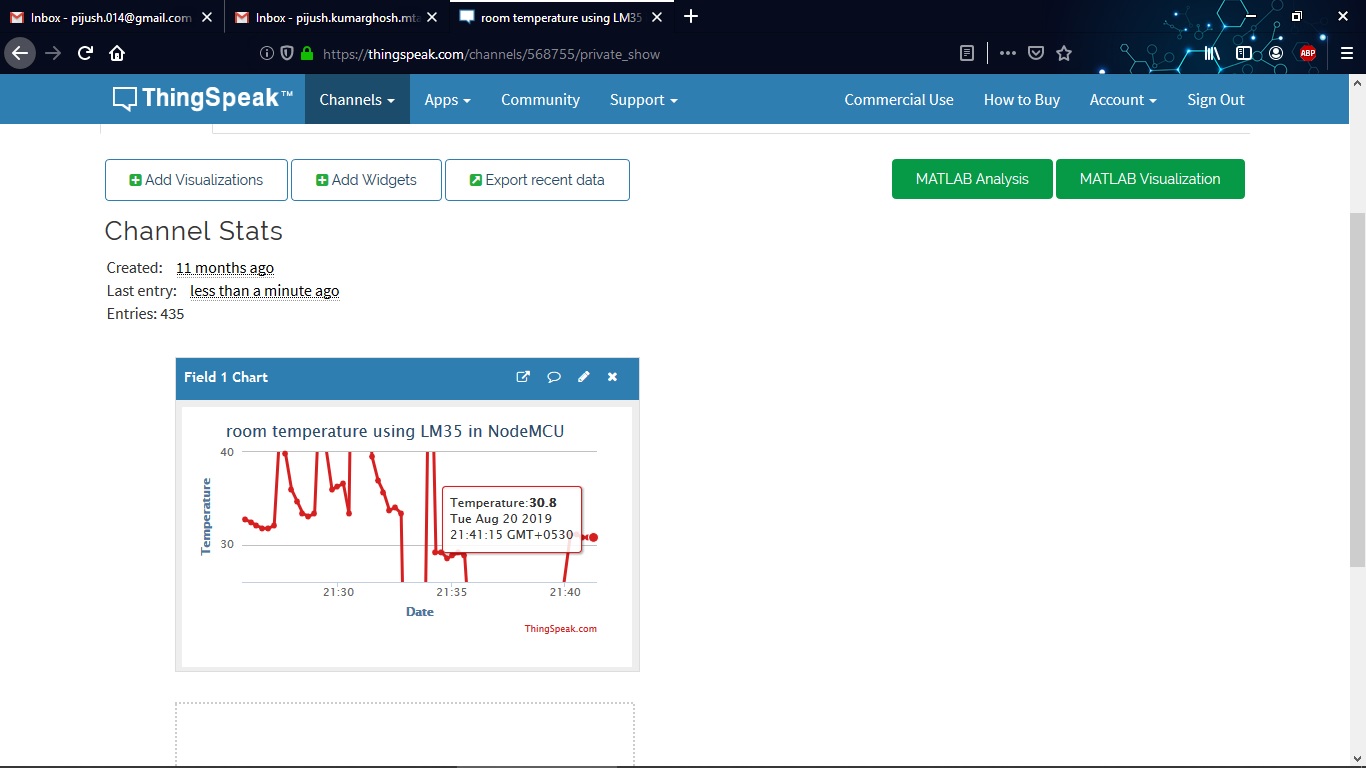 Inbox - pijush.014@gmail.com
Inbox - pijush.kumarghosh.mta
room temperature using LM35
https://thingspeak.com/channels/568755/private_show
ABP
ThingSpeak™ Channels Apps Community Support Commercial Use How to Buy Account Sign Out
Add Visualizations Add Widgets Export recent data MATLAB Analysis MATLAB Visualization
Channel Stats
Created: 11 months ago
Last entry: less than a minute ago
Entries: 435
Field 1 Chart
room temperature using LM35 in NodeMCU
40
30
Temperature
Temperature:30.8
Tue Aug 20 2019
21:41:15 GMT+0530
21:30 21:35 21:40
Date
ThingSpeak.com